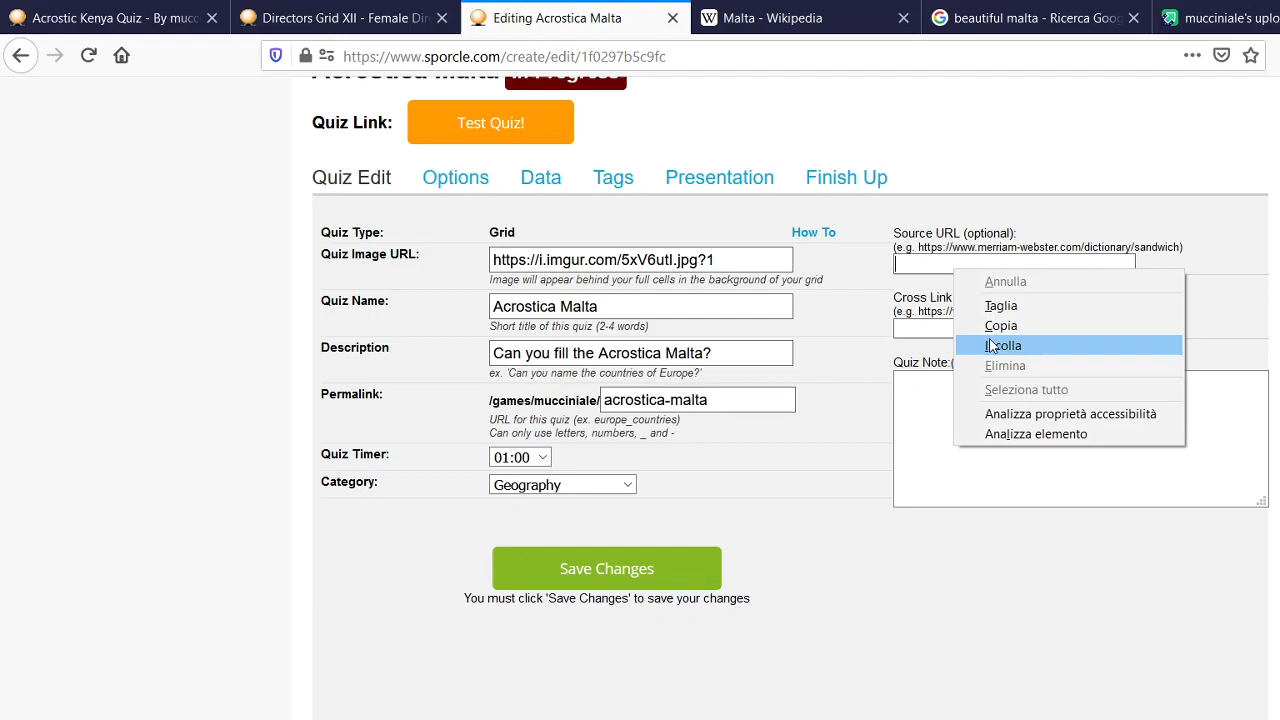 Acrostic Kenya Quiz - By mucc
Directors Grid XII - Female Dire
Editing Acrostica Malta
Malta - Wikipedia
beautiful malta - Ricerca Goog
mucciniale's uplo
https://www.sporcle.com/create/edit/1f0297b5c9fc
Acrostica Malta In Progress
Quiz Link: Test Quiz!
Quiz Edit Options Data Tags Presentation Finish Up
Quiz Type: Grid How To
Quiz Image URL: https://i.imgur.com/5xV6utI.jpg?1
Image will appear behind your full cells in the background of your grid
Quiz Name: Acrostica Malta
Short title of this quiz (2-4 words)
Description Can you fill the Acrostica Malta?
ex. 'Can you name the countries of Europe?'
Permalink: /games/mucciniale/ acrostica-malta
URL for this quiz (ex. europe_countries)
Can only use letters, numbers, _ and -
Quiz Timer: 01:00
Category: Geography
Save Changes
You must click 'Save Changes' to save your changes
Source URL (optional):
(e.g. https://www.merriam-webster.com/dictionary/sandwich)
Cross Link
(e.g. https://
Quiz Note:
Annulla
Taglia
Copia
Incolla
Elimina
Seleziona tutto
Analizza proprietà accessibilità
Analizza elemento